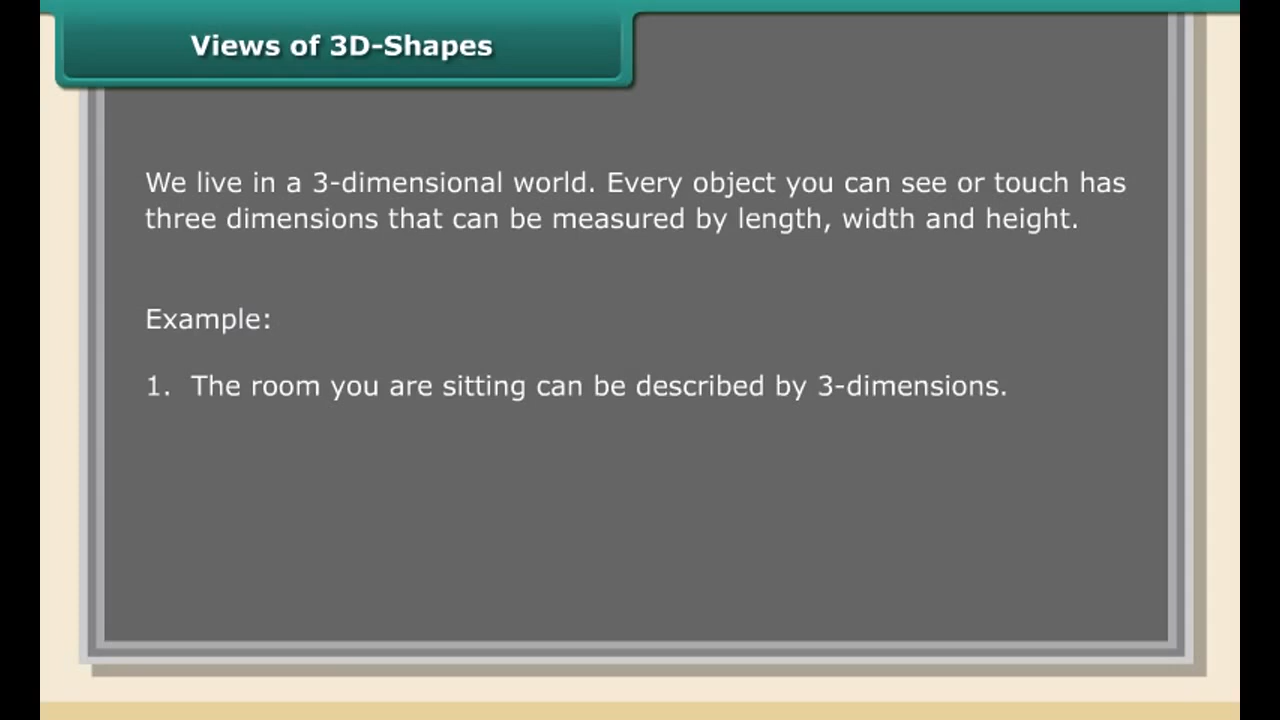 Views of 3D-Shapes
We live in a 3-dimensional world. Every object you can see or touch has
three dimensions that can be measured by length, width and height.
Example:
1. The room you are sitting can be described by 3-dimensions.